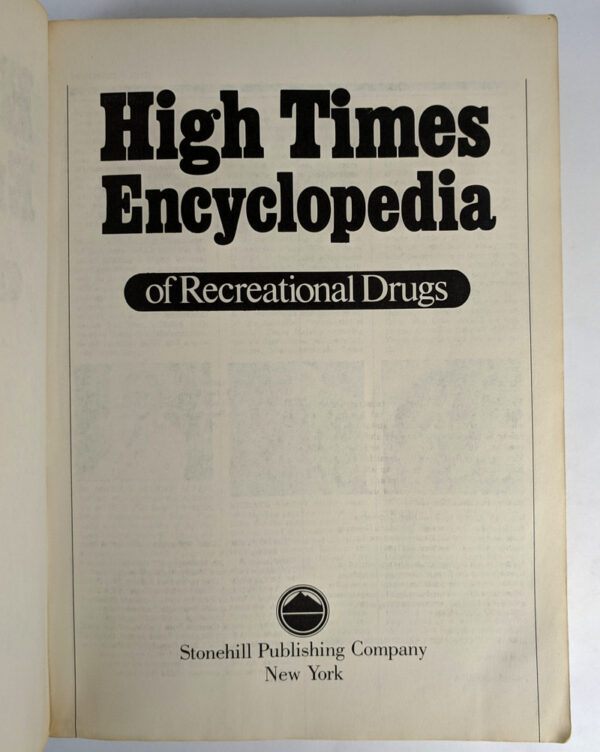 High Times
Encyclopedia
of Recreational Drugs
Stonehill Publishing Company
New York